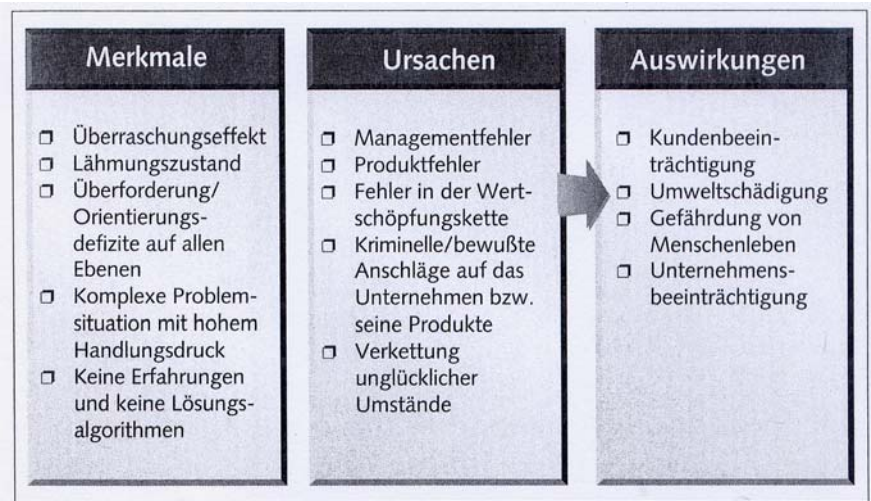 Merkmale
❐ Überraschungseffekt
❐ Lähmungszustand
❐ Überforderung/
Orientierungs-
defizite auf allen
Ebenen
❐ Komplexe Problem-
situation mit hohem
Handlungsdruck
❐ Keine Erfahrungen
und keine Lösungs-
algorithmen
Ursachen
❐ Managementfehler
❐ Produktfehler
❐ Fehler in der Wert-
schöpfungskette
❐ Kriminelle/bewußte
Anschläge auf das
Unternehmen bzw.
seine Produkte
❐ Verkettung
unglücklicher
Umstände
Auswirkungen
❐ Kundenbeein-
trächtigung
❐ Umweltschädigung
❐ Gefährdung von
Menschenleben
❐ Unternehmens-
beeinträchtigung